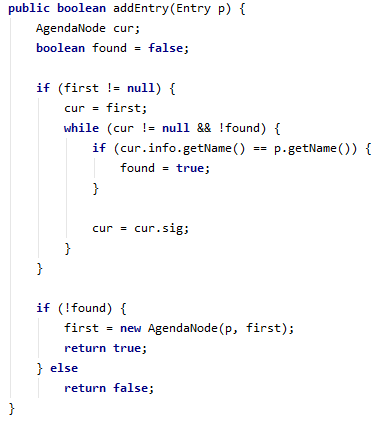 public boolean addEntry(Entry p) {
    AgendaNode cur;
    boolean found = false;

    if (first != null) {
        cur = first;
        while (cur != null && !found) {
            if (cur.info.getName() == p.getName()) {
                found = true;
            }

            cur = cur.sig;
        }
    }

    if (!found) {
        first = new AgendaNode(p, first);
        return true;
    } else
        return false;
}